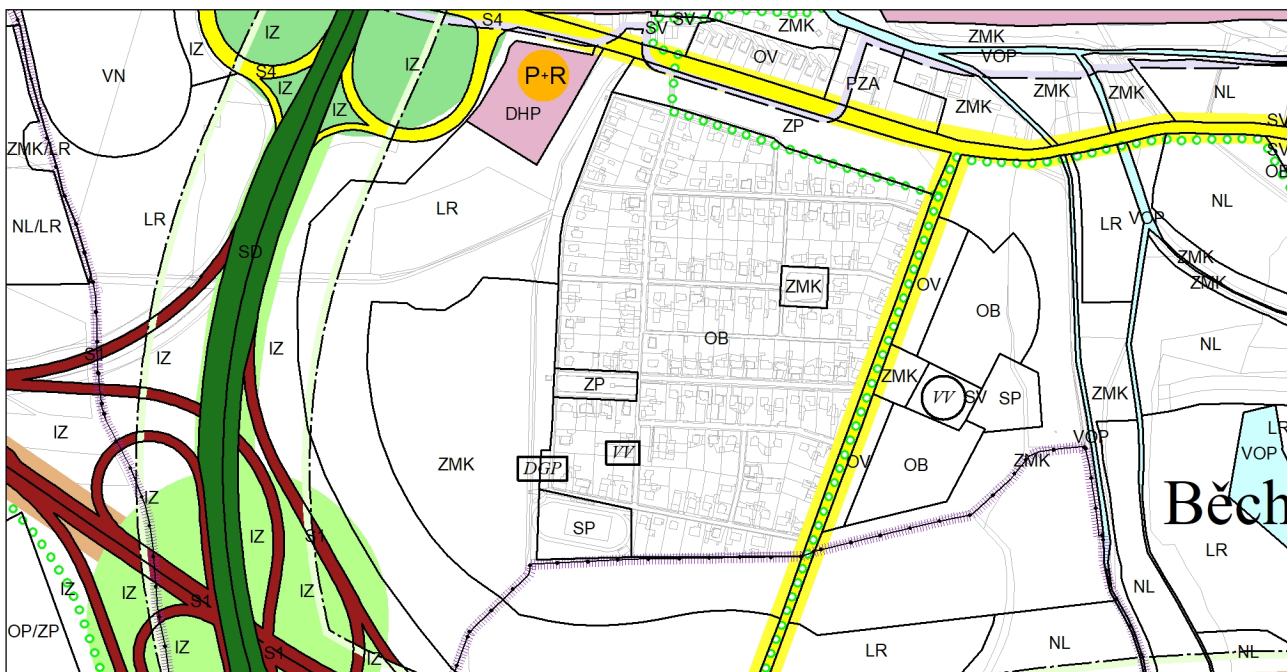 S4
SV
SV
ZMK
IZ
IZ
ZMK
VN
S4
IZ
OV
VOP
P+R
PZA
ZMK
ZMK
ZMK
NL
IZ
IZ
DHP
ZP
SV
ZMK/LR
SV
NL/LR
LR
LR
LR
VOP
NL
SD
ZMK
ZMK
OV
ZMK
OB
OB
S1
IZ
IZ
NL
ZMK
ZP
VV
SV
SP
ZMK
IZ
LR
VOP
ZMK
VV
DGP
OV
OB
ZMK
VOP
IZ
Běch
SP
IZ
S1
LR
IZ
IZ
IZ
S1
NL
OP/ZP
IZ
S1
IZ
LR
NL
NL